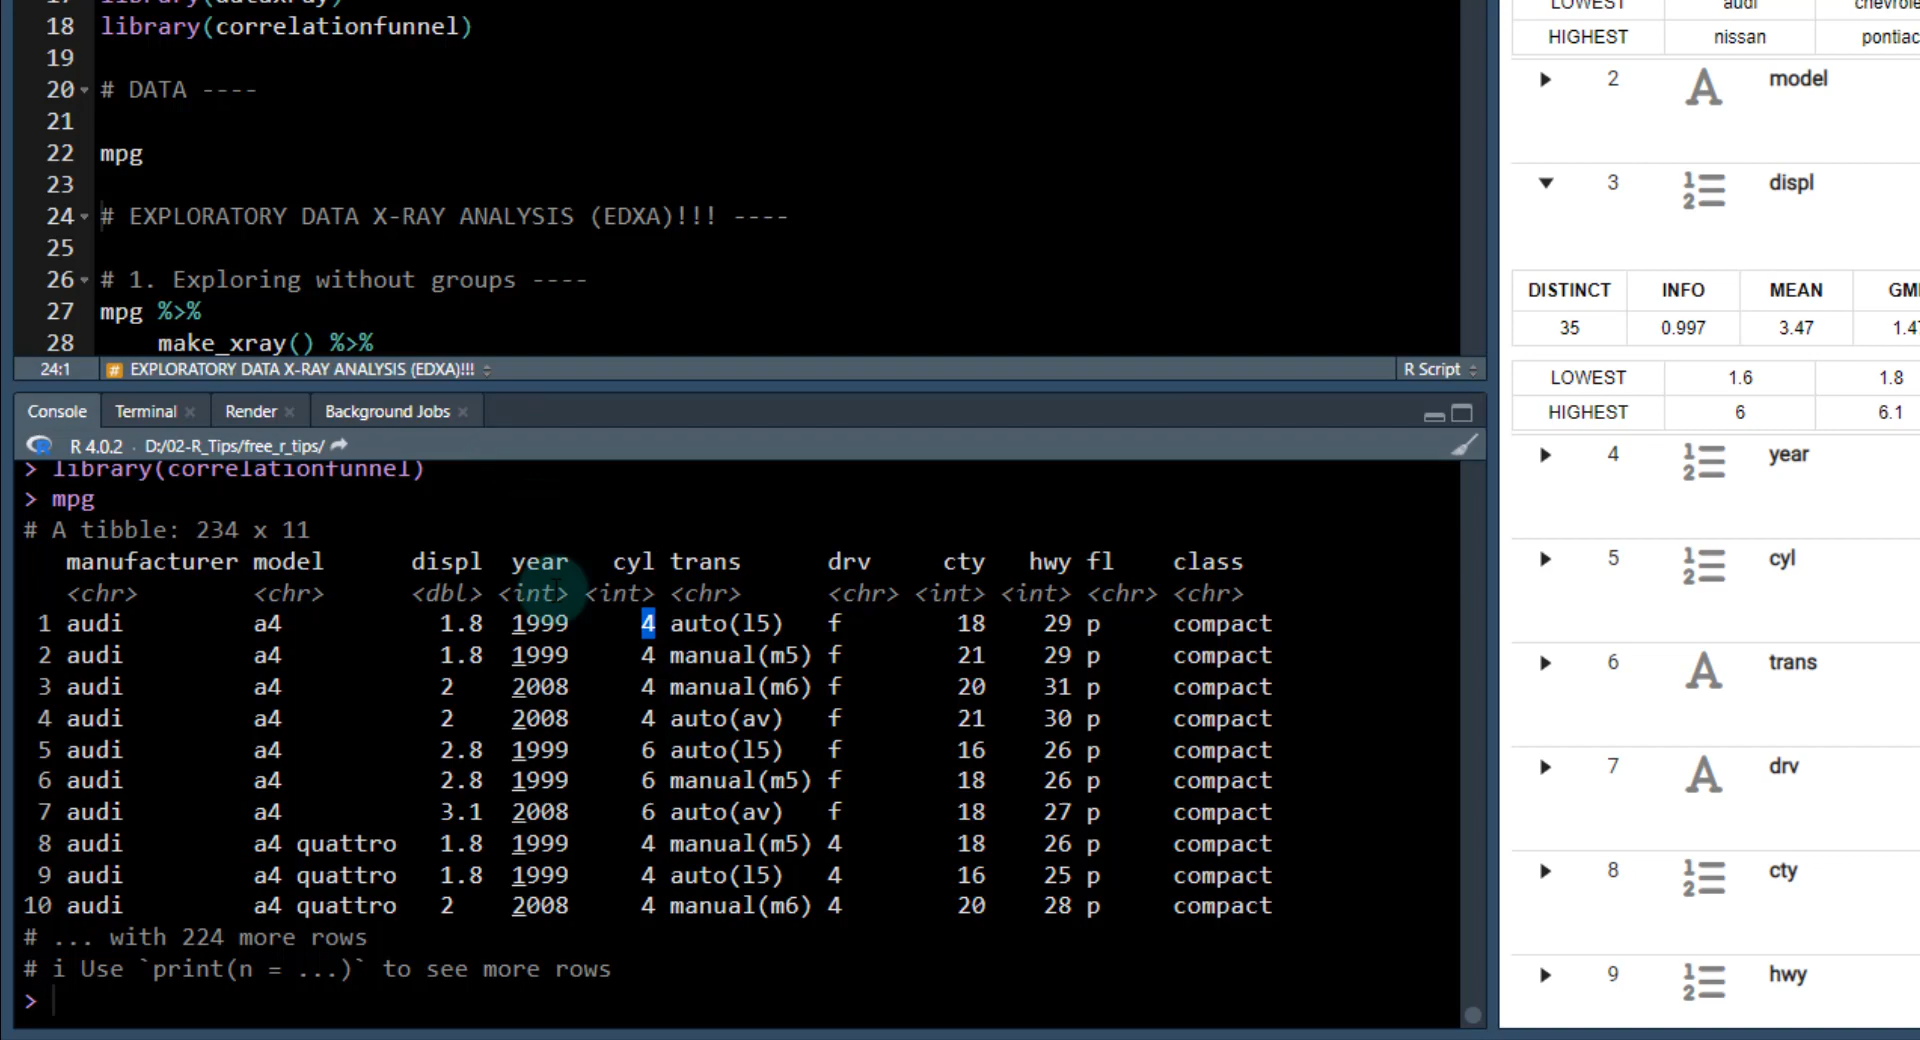 17 library(dataxray)
18 library(correlationfunnel)
19
20 # DATA ----
21
22 mpg
23
24 # EXPLORATORY DATA X-RAY ANALYSIS (EDXA)!!! ----
25
26 # 1. Exploring without groups ----
27 mpg %>%
28 make_xray() %>%
24:1 # EXPLORATORY DATA X-RAY ANALYSIS (EDXA)!!! R Script
Console Terminal Render Background Jobs
R 4.0.2 · D:/02-R_Tips/free_r_tips/
> library(correlationfunnel)
> mpg
# A tibble: 234 x 11
manufacturer model displ year cyl trans drv cty hwy fl class
<chr> <chr> <dbl> <int> <int> <chr> <chr> <int> <int> <chr> <chr>
1 audi a4 1.8 1999 4 auto(l5) f 18 29 p compact
2 audi a4 1.8 1999 4 manual(m5) f 21 29 p compact
3 audi a4 2 2008 4 manual(m6) f 20 31 p compact
4 audi a4 2 2008 4 auto(av) f 21 30 p compact
5 audi a4 2.8 1999 6 auto(l5) f 16 26 p compact
6 audi a4 2.8 1999 6 manual(m5) f 18 26 p compact
7 audi a4 3.1 2008 6 auto(av) f 18 27 p compact
8 audi a4 quattro 1.8 1999 4 manual(m5) 4 18 26 p compact
9 audi a4 quattro 1.8 1999 4 auto(l5) 4 16 25 p compact
10 audi a4 quattro 2 2008 4 manual(m6) 4 20 28 p compact
# ... with 224 more rows
# i Use `print(n = ...)` to see more rows
>
LOWEST audi chevrole
HIGHEST nissan pontiac
2 A model
3 displ
DISTINCT INFO MEAN GM
35 0.997 3.47 1.4
LOWEST 1.6 1.8
HIGHEST 6 6.1
4 year
5 cyl
6 A trans
7 A drv
8 cty
9 hwy